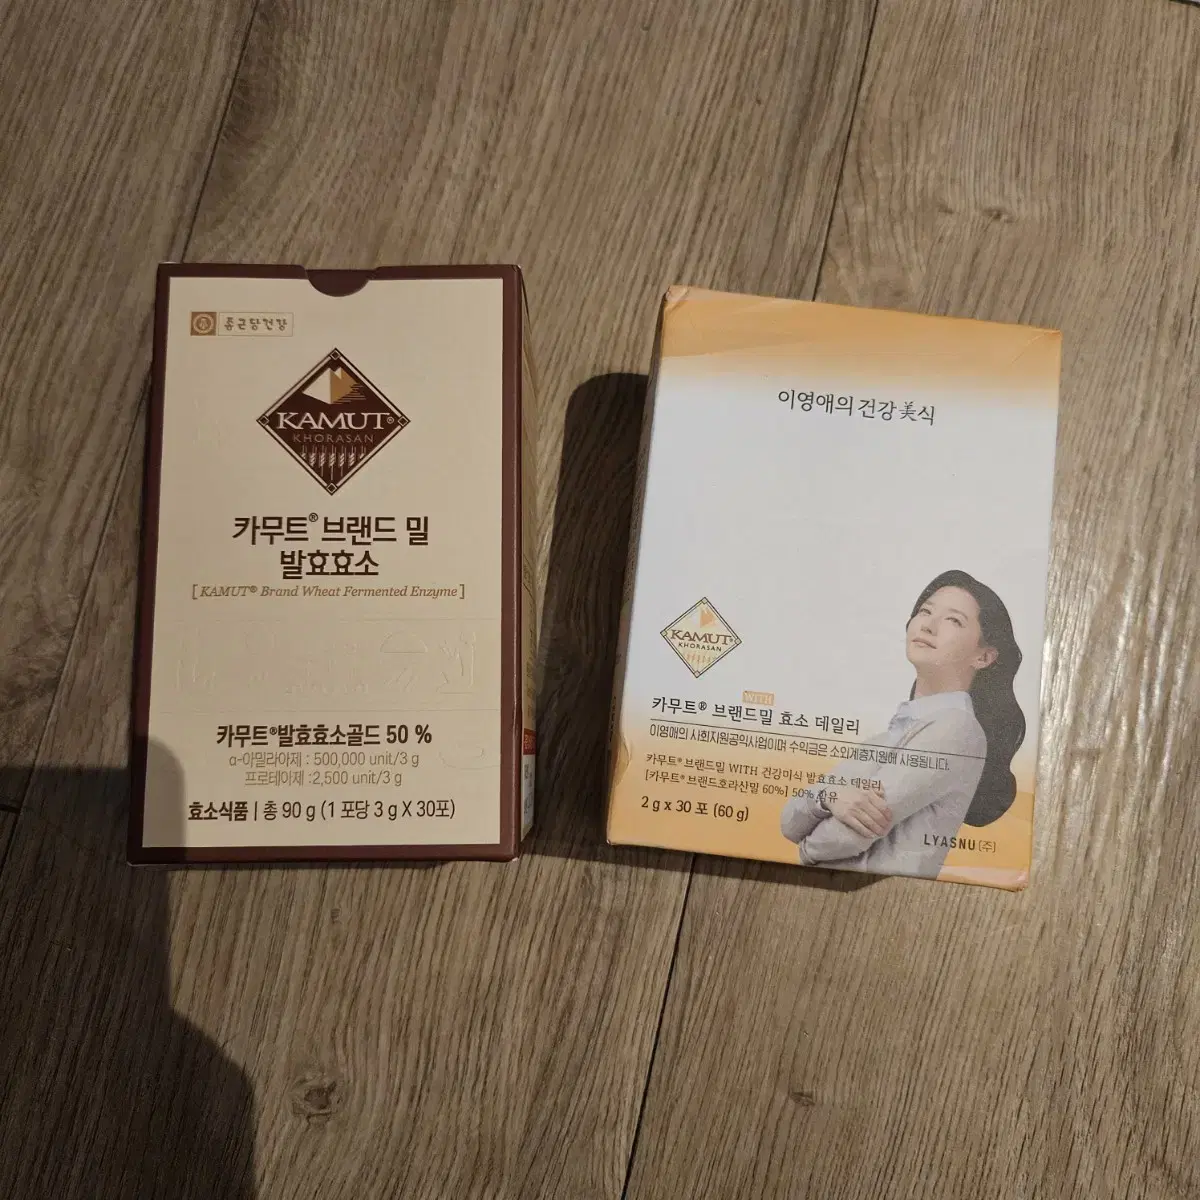 종근당건강
KAMUT®
KHORASAN
카무트® 브랜드 밀
발효효소
[ KAMUT® Brand Wheat Fermented Enzyme ]
카무트®발효효소골드 50 %
α-아밀라아제 : 500,000 unit/3 g
프로테아제 :2,500 unit/3 g
효소식품 | 총 90 g (1 포당 3 g X 30포)
이영애의 건강美식
KAMUT®
KHORASAN
WITH
카무트® 브랜드밀 효소 데일리
이영애의 사회지원공익사업이며 수익금은 소외계층지원에 사용됩니다.
카무트® 브랜드밀 WITH 건강미식 발효효소 데일리
[카무트® 브랜드호라산밀 60%] 50% 함유
2 g x 30 포 (60 g)
LYASNU (주)